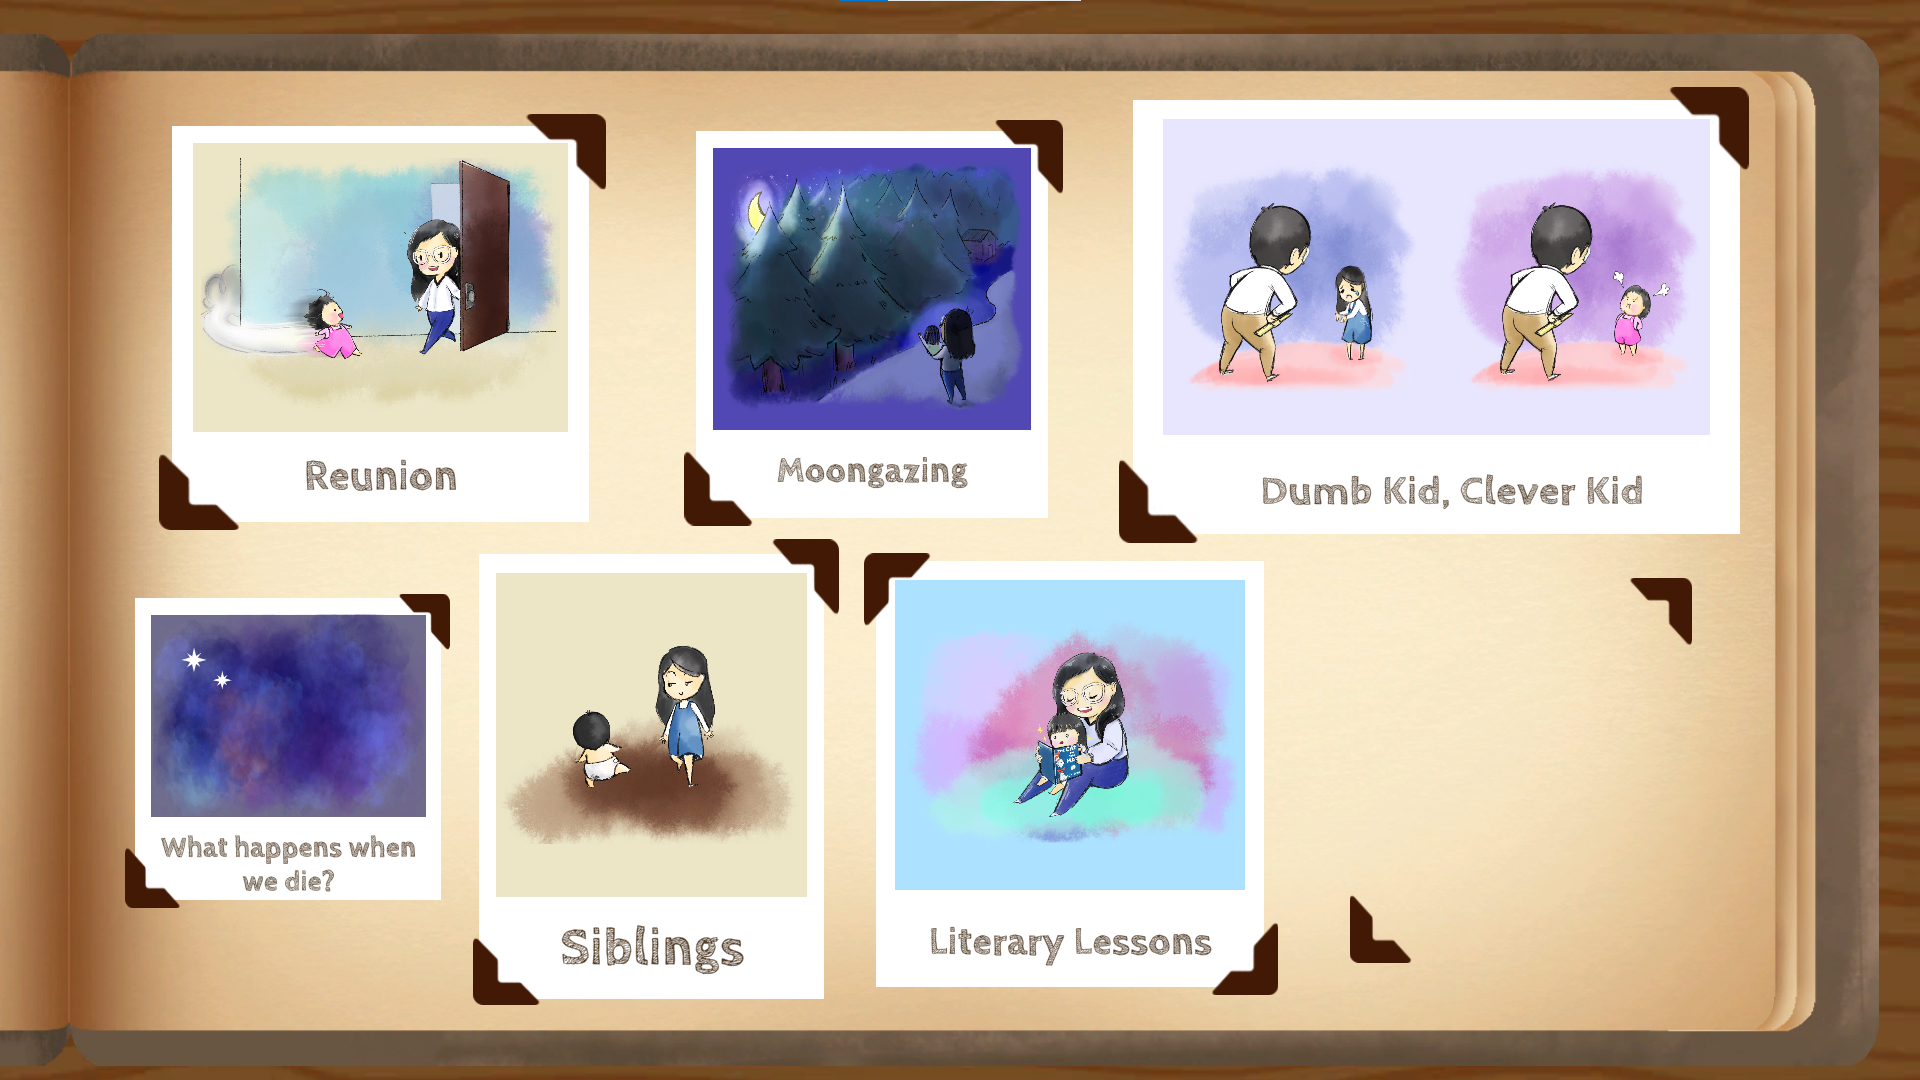 Reunion
Moongazing
Dumb Kid, Clever Kid
What happens when
we die?
Siblings
Literary Lessons